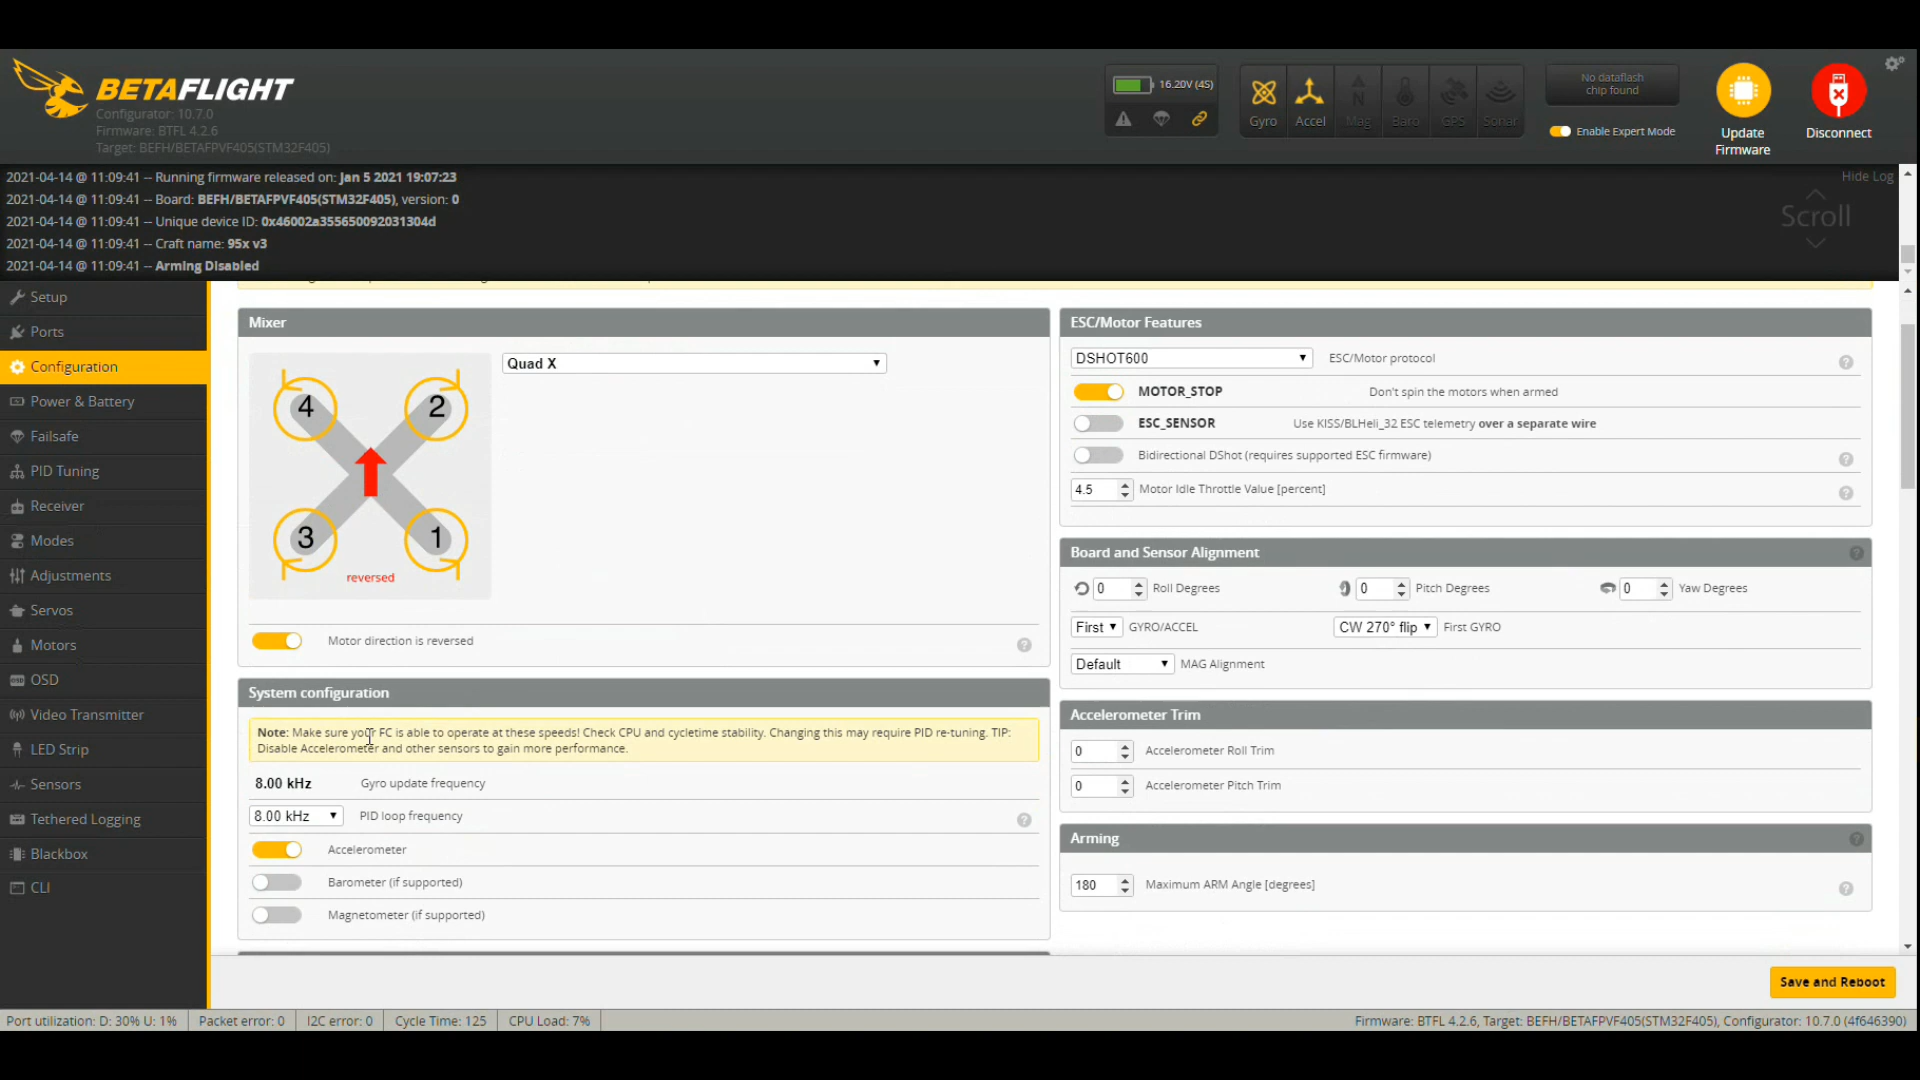 BETAFLIGHT
Configurator: 10.7.0
Firmware: BTFL 4.2.6
Target: BEFH/BETAFPVF405(STM32F405)
16.20V (4S)
Gyro
Accel
Mag
Baro
GPS
Sonar
No dataflash
chip found
Enable Expert Mode
Update
Firmware
Disconnect
2021-04-14 @ 11:09:41 -- Running firmware released on: Jan 5 2021 19:07:23
2021-04-14 @ 11:09:41 -- Board: BEFH/BETAFPVF405(STM32F405), version: 0
2021-04-14 @ 11:09:41 -- Unique device ID: 0x46002a355650092031304d
2021-04-14 @ 11:09:41 -- Craft name: 95x v3
2021-04-14 @ 11:09:41 -- Arming Disabled
Hide Log
Scroll
Setup
Ports
Configuration
Power & Battery
Failsafe
PID Tuning
Receiver
Modes
Adjustments
Servos
Motors
OSD
Video Transmitter
LED Strip
Sensors
Tethered Logging
Blackbox
CLI
Mixer
4
2
3
1
reversed
Quad X
Motor direction is reversed
System configuration
Note: Make sure your FC is able to operate at these speeds! Check CPU and cycletime stability. Changing this may require PID re-tuning. TIP:
Disable Accelerometer and other sensors to gain more performance.
8.00 kHz Gyro update frequency
8.00 kHz PID loop frequency
Accelerometer
Barometer (if supported)
Magnetometer (if supported)
ESC/Motor Features
DSHOT600 ESC/Motor protocol
MOTOR_STOP Don't spin the motors when armed
ESC_SENSOR Use KISS/BLHeli_32 ESC telemetry over a separate wire
Bidirectional DShot (requires supported ESC firmware)
4.5 Motor Idle Throttle Value [percent]
Board and Sensor Alignment
0 Roll Degrees 0 Pitch Degrees 0 Yaw Degrees
First GYRO/ACCEL CW 270° flip First GYRO
Default MAG Alignment
Accelerometer Trim
0 Accelerometer Roll Trim
0 Accelerometer Pitch Trim
Arming
180 Maximum ARM Angle [degrees]
Save and Reboot
Port utilization: D: 30% U: 1% Packet error: 0 I2C error: 0 Cycle Time: 125 CPU Load: 7% Firmware: BTFL 4.2.6, Target: BEFH/BETAFPVF405(STM32F405), Configurator: 10.7.0 (4f646390)